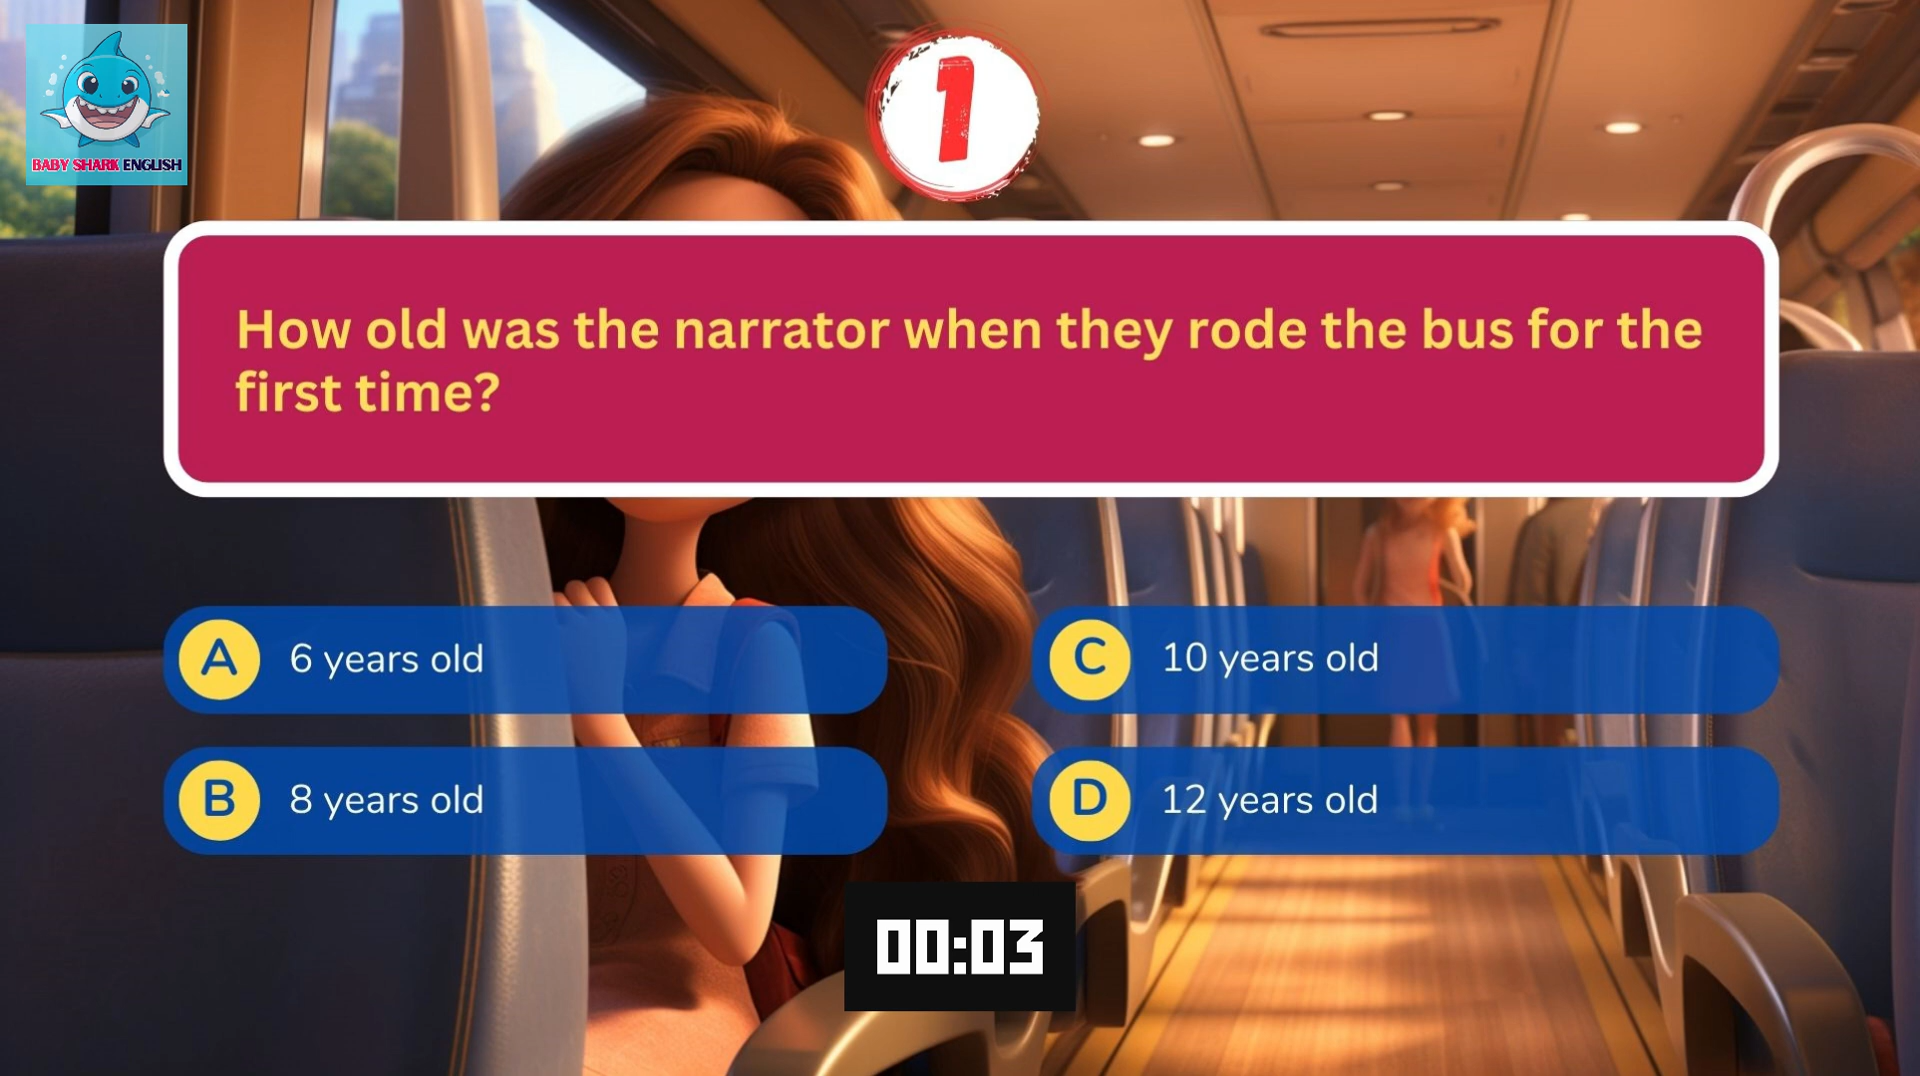 BABY SHARK ENGLISH
1
How old was the narrator when they rode the bus for the
first time?
A 6 years old
B 8 years old
C 10 years old
D 12 years old
00:03